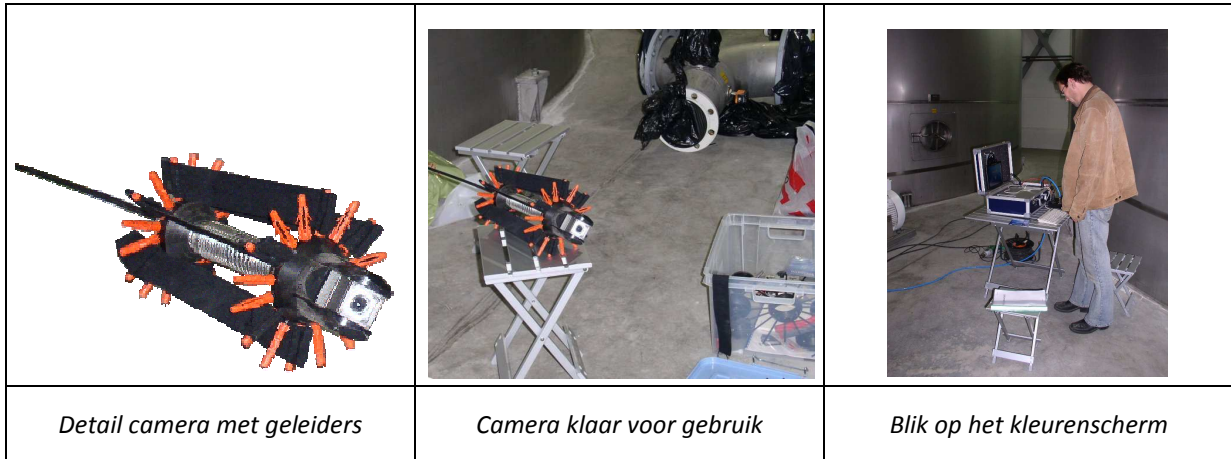 Detail camera met geleiders
Camera klaar voor gebruik
Blik op het kleurenscherm